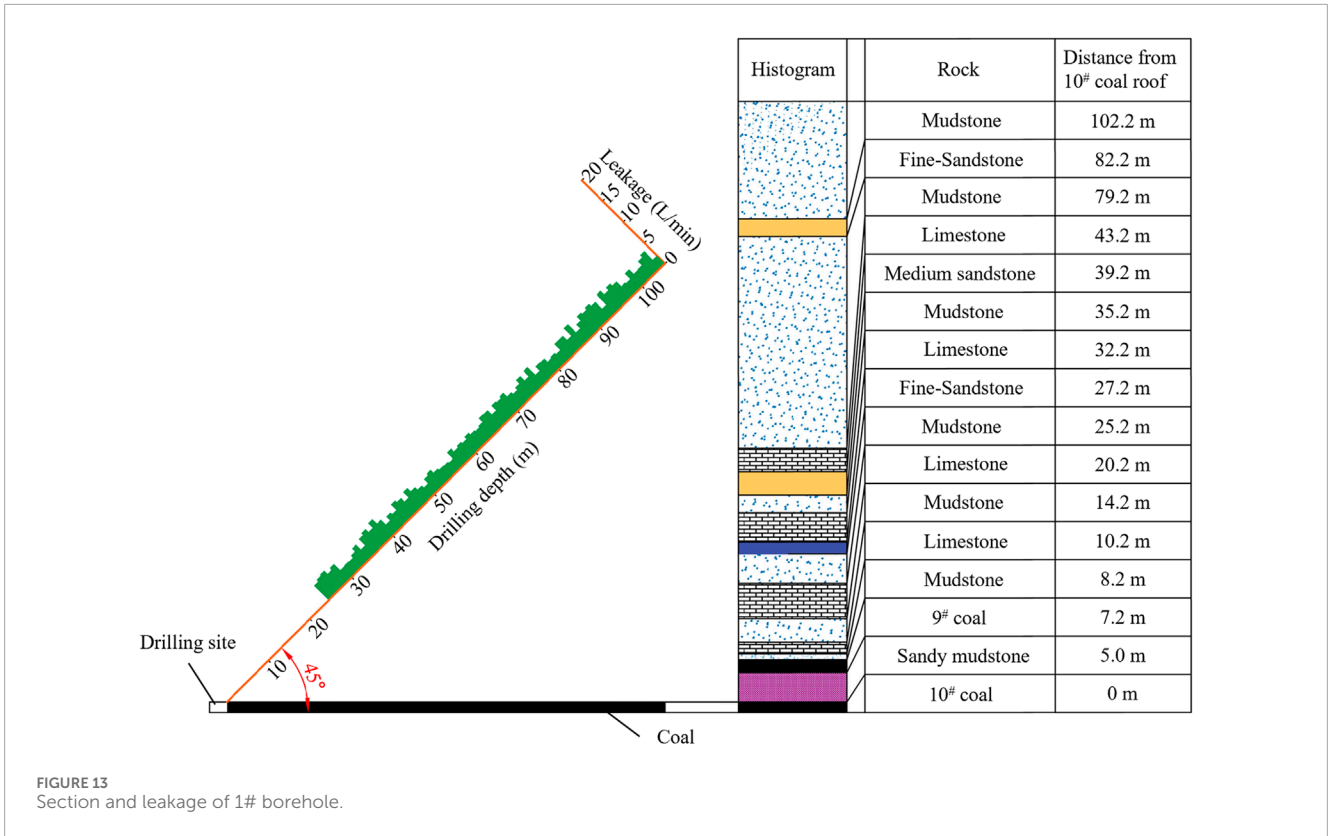 20
15
10
5
0
Leakage (L/min)
100
90
80
70
60
50
40
30
20
10
Drilling depth (m)
45°
Drilling site
Coal
Histogram
Rock
Distance from
10# coal roof
Mudstone 102.2 m
Fine-Sandstone 82.2 m
Mudstone 79.2 m
Limestone 43.2 m
Medium sandstone 39.2 m
Mudstone 35.2 m
Limestone 32.2 m
Fine-Sandstone 27.2 m
Mudstone 25.2 m
Limestone 20.2 m
Mudstone 14.2 m
Limestone 10.2 m
Mudstone 8.2 m
9# coal 7.2 m
Sandy mudstone 5.0 m
10# coal 0 m
FIGURE 13
Section and leakage of 1# borehole.